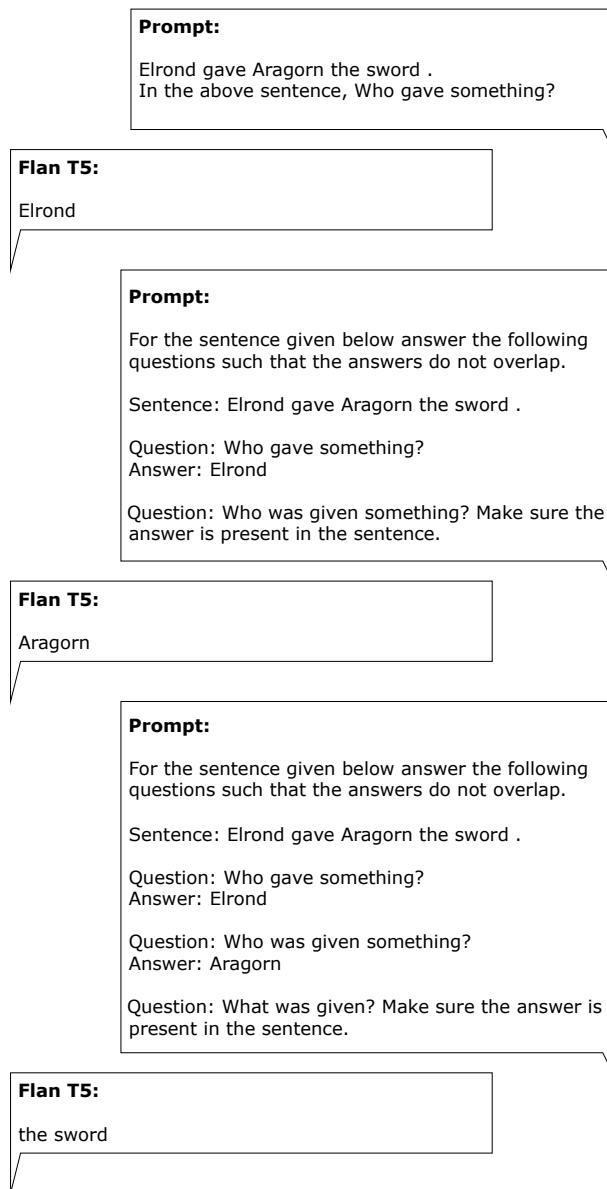 Prompt:
Elrond gave Aragorn the sword .
In the above sentence, Who gave something?
Flan T5:
Elrond
Prompt:
For the sentence given below answer the following
questions such that the answers do not overlap.
Sentence: Elrond gave Aragorn the sword .
Question: Who gave something?
Answer: Elrond
Question: Who was given something? Make sure the
answer is present in the sentence.
Flan T5:
Aragorn
Prompt:
For the sentence given below answer the following
questions such that the answers do not overlap.
Sentence: Elrond gave Aragorn the sword .
Question: Who gave something?
Answer: Elrond
Question: Who was given something?
Answer: Aragorn
Question: What was given? Make sure the answer is
present in the sentence.
Flan T5:
the sword